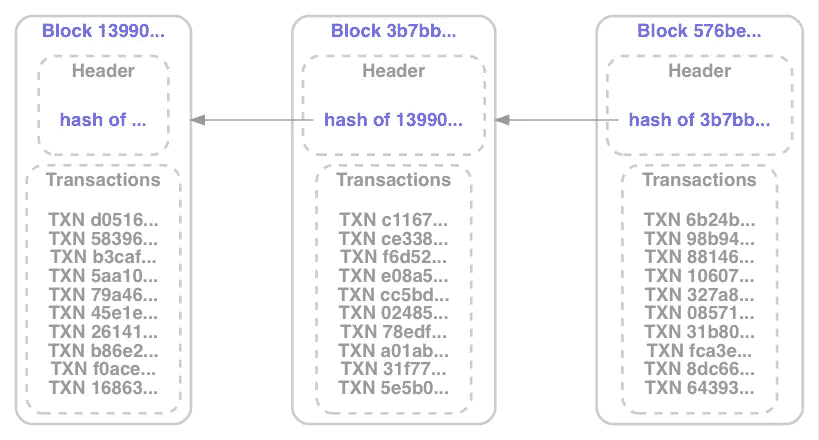 Block 13990...
Header
hash of ...
Transactions
TXN d0516...
TXN 58396...
TXN b3caf...
TXN 5aa10...
TXN 79a46...
TXN 45e1e...
TXN 26141...
TXN b86e2...
TXN f0ace...
TXN 16863...
Block 3b7bb...
Header
hash of 13990...
Transactions
TXN c1167...
TXN ce338...
TXN f6d52...
TXN e08a5...
TXN cc5bd...
TXN 02485...
TXN 78edf...
TXN a01ab...
TXN 31f77...
TXN 5e5b0...
Block 576be...
Header
hash of 3b7bb...
Transactions
TXN 6b24b...
TXN 98b94...
TXN 88146...
TXN 10607...
TXN 327a8...
TXN 08571...
TXN 31b80...
TXN fca3e...
TXN 8dc66...
TXN 64393...